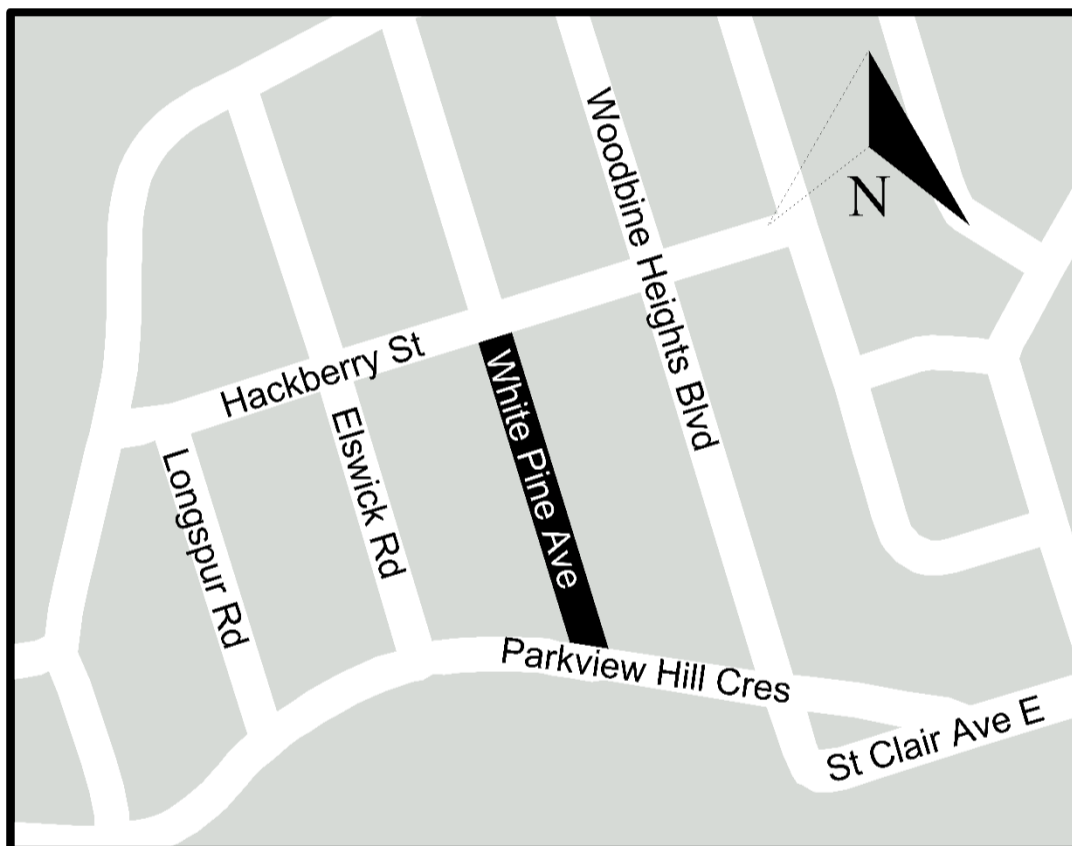 N
Woodbine Heights Blvd
Hackberry St
White Pine Ave
Elswick Rd
Longspur Rd
Parkview Hill Cres
St Clair Ave E